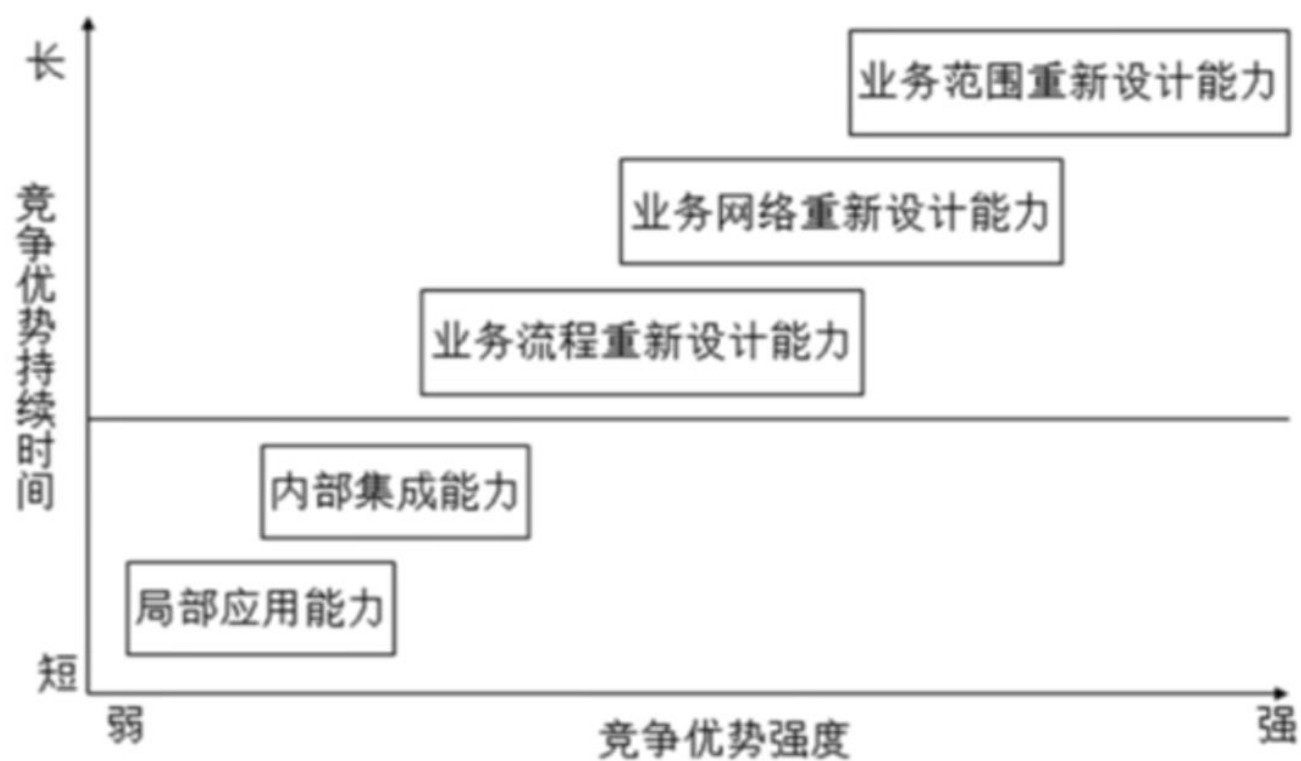 长
业务范围重新设计能力
业务网络重新设计能力
竞争优势持续时间
业务流程重新设计能力
内部集成能力
局部应用能力
短
弱
竞争优势强度
强